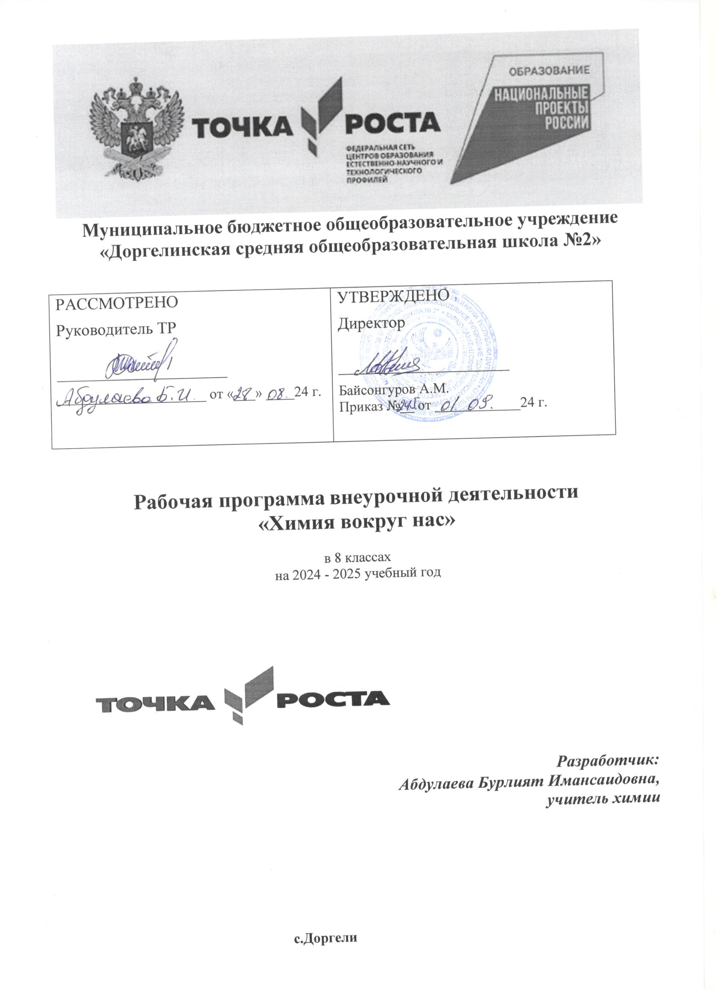 ТОЧКА РОСТА
ФЕДЕРАЛЬНАЯ СЕТЬ
ЦЕНТРОВ ОБРАЗОВАНИЯ
ЕСТЕСТВЕННО-НАУЧНОГО И
ТЕХНОЛОГИЧЕСКОГО
ПРОФИЛЕЙ
ОБРАЗОВАНИЕ
НАЦИОНАЛЬНЫЕ
ПРОЕКТЫ
РОССИИ
Муниципальное бюджетное общеобразовательное учреждение
«Доргелинская средняя общеобразовательная школа №2»
РАССМОТРЕНО
Руководитель ТР
Абдулаева Б.И. от «28» 08. 24 г.
УТВЕРЖДЕНО
Директор
Байсонгуров А.М.
Приказ № от 01. 09. 24 г.
Рабочая программа внеурочной деятельности
«Химия вокруг нас»
в 8 классах
на 2024 - 2025 учебный год
ТОЧКА РОСТА
Разработчик:
Абдулаева Бурлият Имансаидовна,
учитель химии
с.Доргели